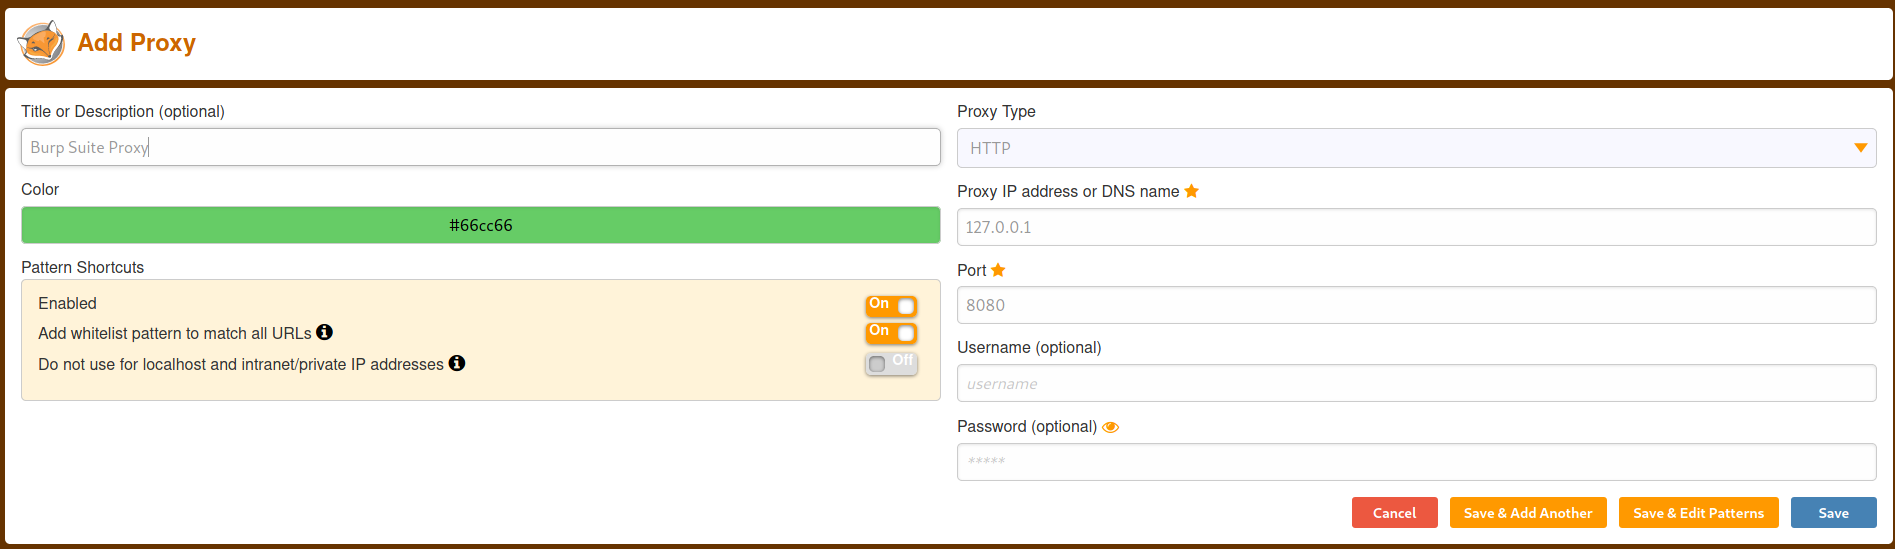 Add Proxy
Title or Description (optional)
Burp Suite Proxy
Color
#66cc66
Pattern Shortcuts
Enabled
On
Add whitelist pattern to match all URLs
On
Do not use for localhost and intranet/private IP addresses
Off
Proxy Type
HTTP
Proxy IP address or DNS name
127.0.0.1
Port
8080
Username (optional)
username
Password (optional)
*****
Cancel
Save & Add Another
Save & Edit Patterns
Save